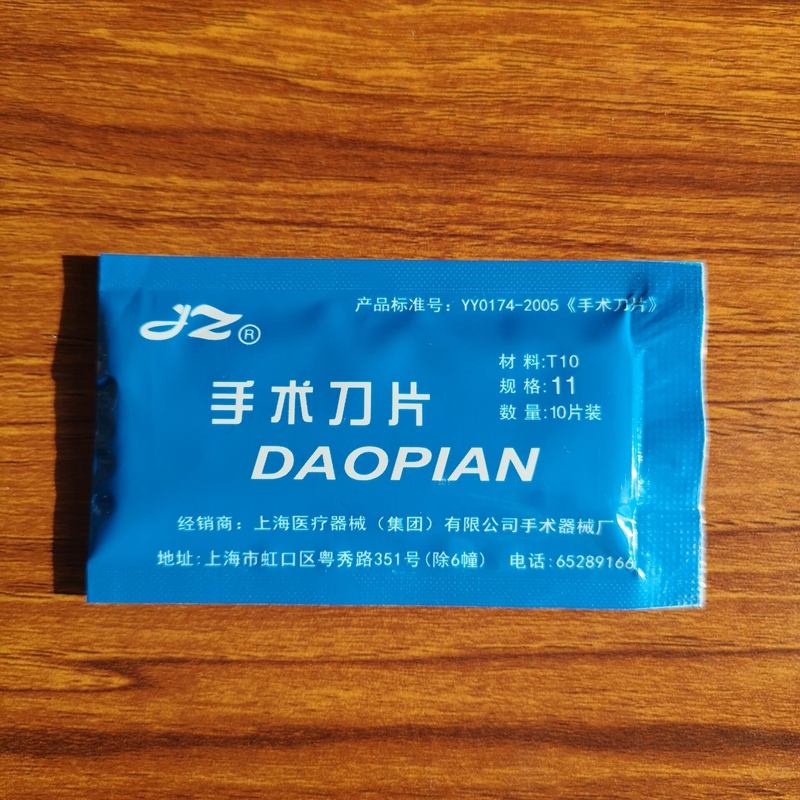 产品标准号：YY0174-2005《手术刀片》
JZ®
材料:T10
规格:11
数量:10片装
手术刀片
DAOPIAN
经销商：上海医疗器械（集团）有限公司手术器械厂
地址:上海市虹口区粤秀路351号(除6幢) 电话:65289166